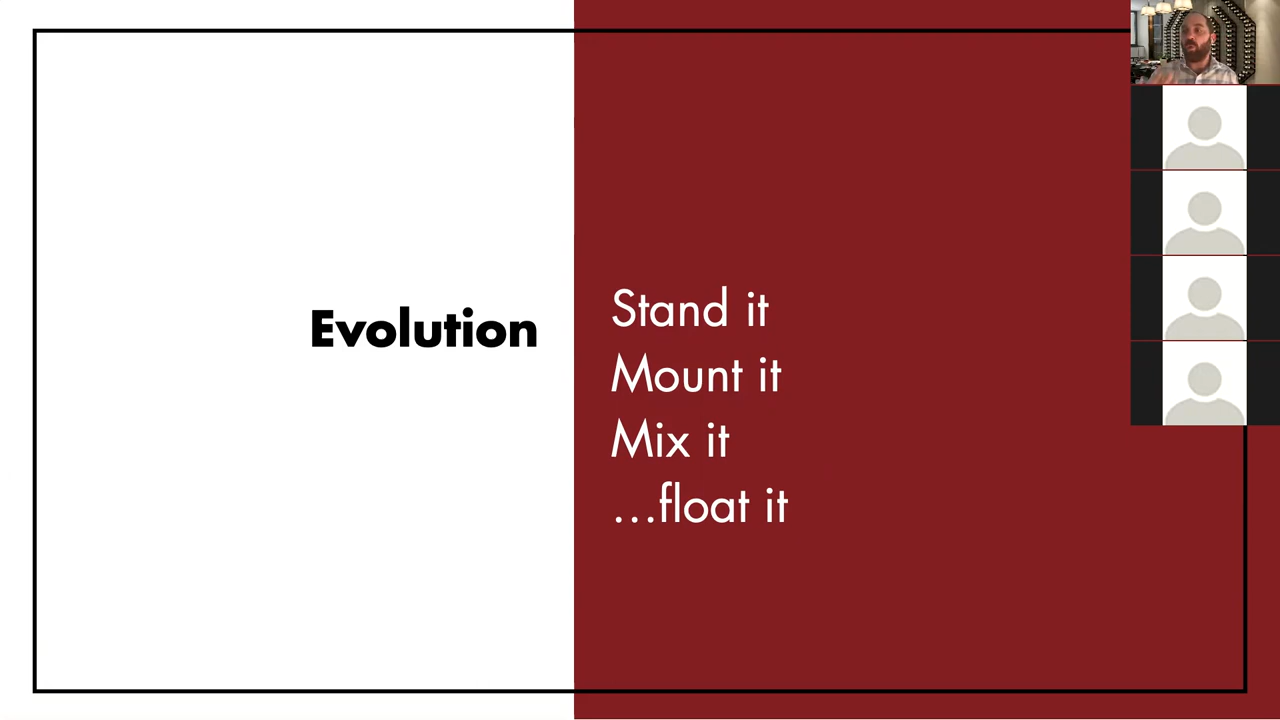 Evolution
Stand it
Mount it
Mix it
...float it